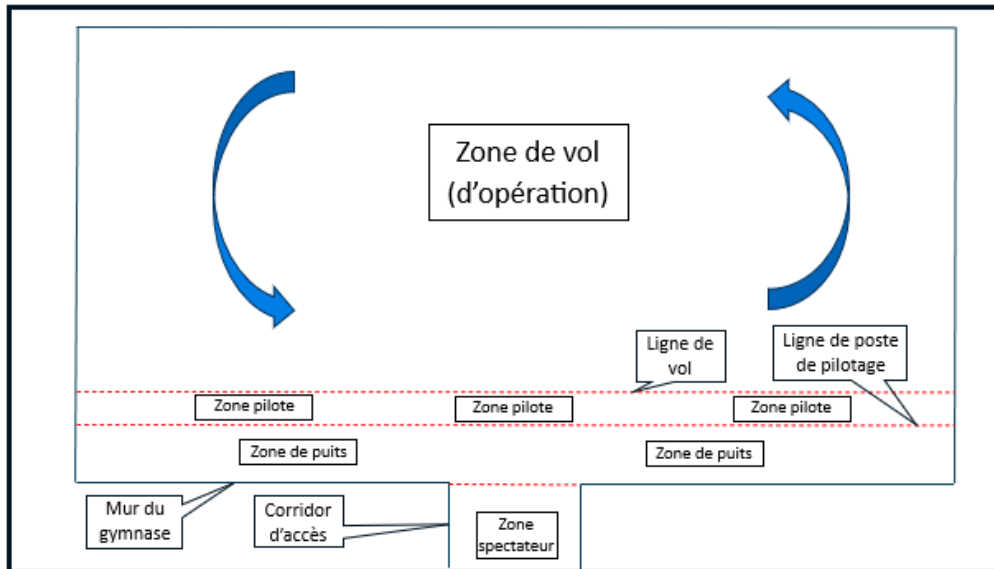 Zone de vol
(d'opération)
Ligne de
vol
Ligne de poste
de pilotage
Zone pilote
Zone pilote
Zone pilote
Zone de puits
Zone de puits
Mur du
gymnase
Corridor
d'accès
Zone
spectateur